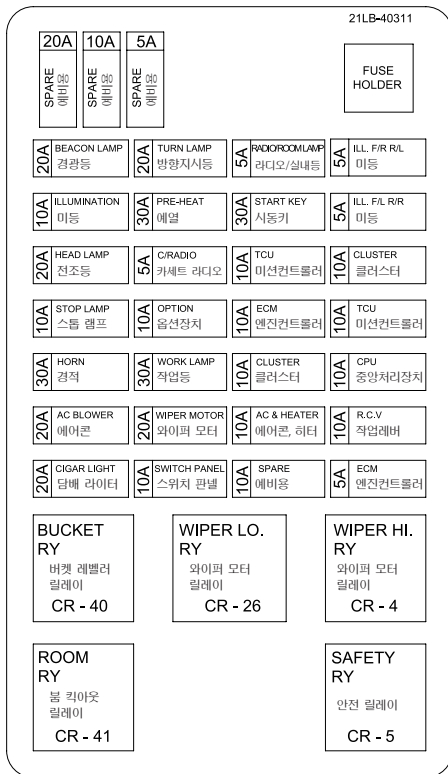 21LB-40311
20A 10A 5A
SPARE 예비용
SPARE 예비용
SPARE 예비용
FUSE
HOLDER
20A BEACON LAMP 경광등
20A TURN LAMP 방향지시등
5A RADIO/ROOM LAMP 라디오/실내등
5A ILL. F/R R/L 미등
10A ILLUMINATION 미등
30A PRE-HEAT 예열
30A START KEY 시동키
5A ILL. F/L R/R 미등
20A HEAD LAMP 전조등
5A C/RADIO 카세트 라디오
10A TCU 미션컨트롤러
10A CLUSTER 클러스터
10A STOP LAMP 스톱 램프
10A OPTION 옵션장치
10A ECM 엔진컨트롤러
10A TCU 미션컨트롤러
30A HORN 경적
30A WORK LAMP 작업등
10A CLUSTER 클러스터
10A CPU 중앙처리장치
20A AC BLOWER 에어콘
20A WIPER MOTOR 와이퍼 모터
10A AC & HEATER 에어콘, 히터
10A R.C.V 작업레버
20A CIGAR LIGHT 담배 라이터
10A SWITCH PANEL 스위치 판넬
10A SPARE 예비용
5A ECM 엔진컨트롤러
BUCKET
RY
버켓 레벨러
릴레이
CR - 40
WIPER LO.
RY
와이퍼 모터
릴레이
CR - 26
WIPER HI.
RY
와이퍼 모터
릴레이
CR - 4
ROOM
RY
붐 킥아웃
릴레이
CR - 41
SAFETY
RY
안전 릴레이
CR - 5